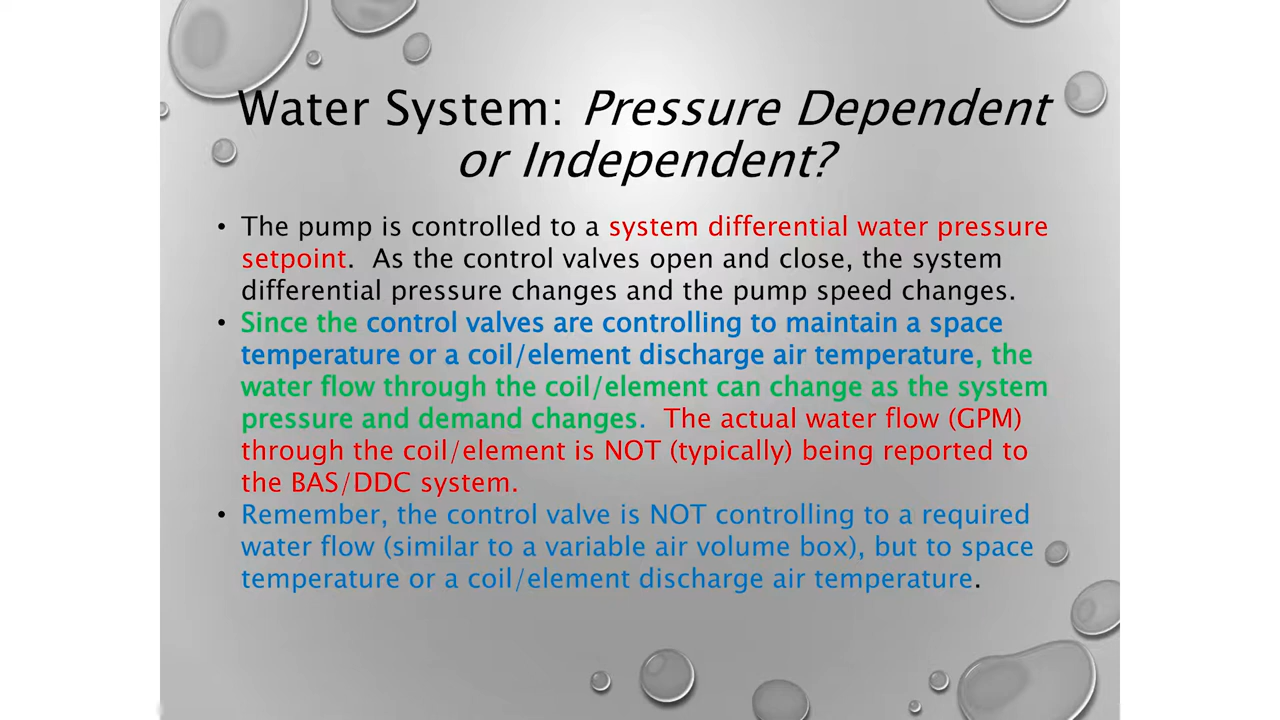 Water System: Pressure Dependent
or Independent?
• The pump is controlled to a system differential water pressure
setpoint.  As the control valves open and close, the system
differential pressure changes and the pump speed changes.
• Since the control valves are controlling to maintain a space
temperature or a coil/element discharge air temperature, the
water flow through the coil/element can change as the system
pressure and demand changes.  The actual water flow (GPM)
through the coil/element is NOT (typically) being reported to
the BAS/DDC system.
• Remember, the control valve is NOT controlling to a required
water flow (similar to a variable air volume box), but to space
temperature or a coil/element discharge air temperature.